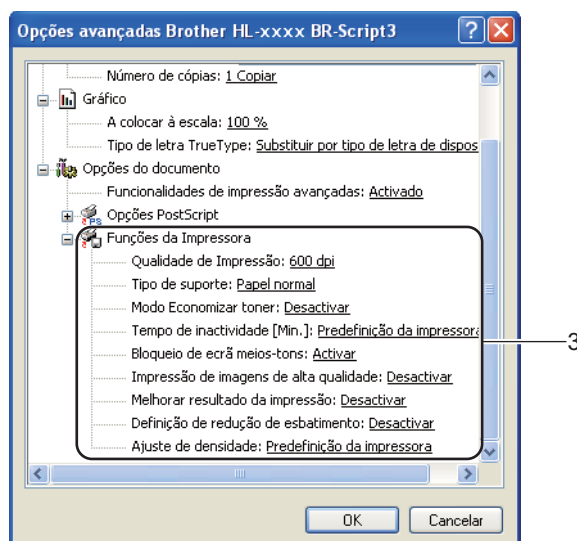 Opções avançadas Brother HL-xxxx BR-Script3
Número de cópias: 1 Copiar
Gráfico
A colocar à escala: 100 %
Tipo de letra TrueType: Substituir por tipo de letra de dispos
Opções do documento
Funcionalidades de impressão avançadas: Activado
Opções PostScript
Funções da Impressora
Qualidade de Impressão: 600 dpi
Tipo de suporte: Papel normal
Modo Economizar toner: Desactivar
Tempo de inactividade [Min.]: Predefinição da impressora
Bloqueio de ecrã meios-tons: Activar
Impressão de imagens de alta qualidade: Desactivar
Melhorar resultado da impressão: Desactivar
Definição de redução de esbatimento: Desactivar
Ajuste de densidade: Predefinição da impressora
3
OK Cancelar